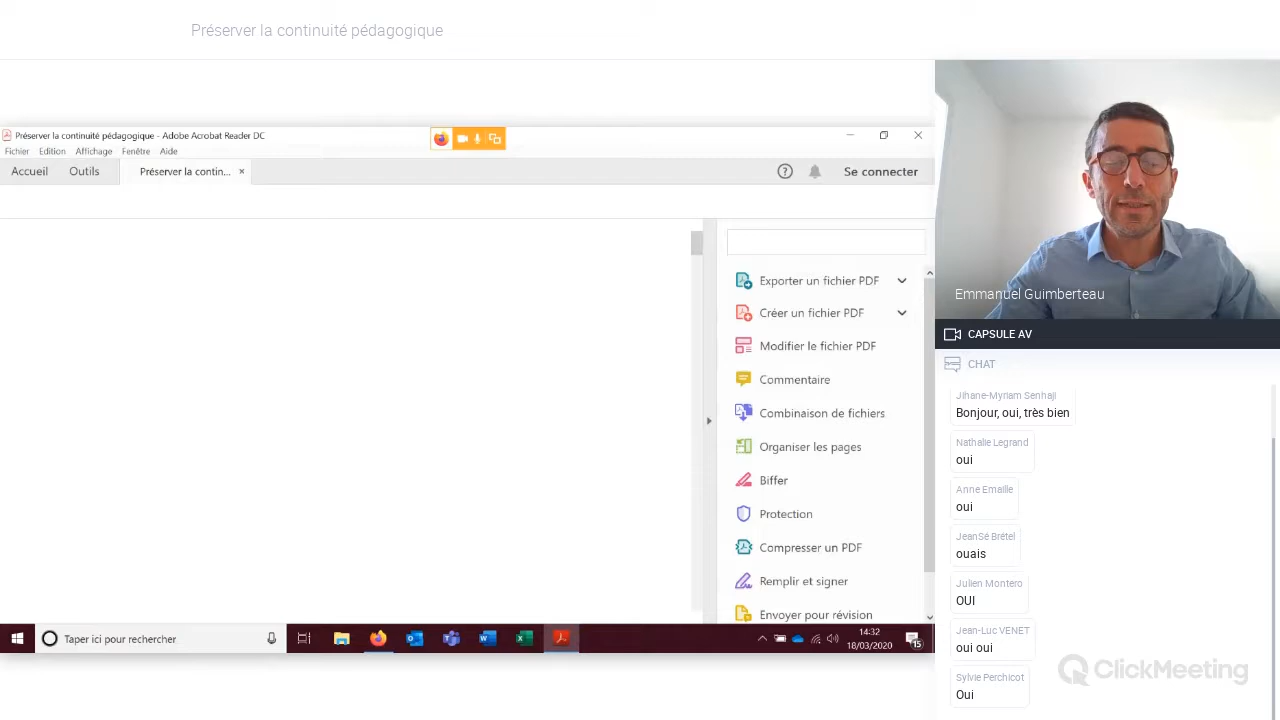 Préserver la continuité pédagogique
Préserver la continuité pédagogique - Adobe Acrobat Reader DC
Fichier Edition Affichage Fenêtre Aide
Accueil Outils Préserver la contin... × Se connecter
Exporter un fichier PDF
Créer un fichier PDF
Modifier le fichier PDF
Commentaire
Combinaison de fichiers
Organiser les pages
Biffer
Protection
Compresser un PDF
Remplir et signer
Envoyer pour révision
Taper ici pour rechercher
14:32
18/03/2020
15
Emmanuel Guimberteau
CAPSULE AV
CHAT
Jihane-Myriam Senhaji
Bonjour, oui, très bien
Nathalie Legrand
oui
Anne Emaille
oui
JeanSé Brétel
ouais
Julien Montero
OUI
Jean-Luc VENET
oui oui
Sylvie Perchicot
Oui
ClickMeeting